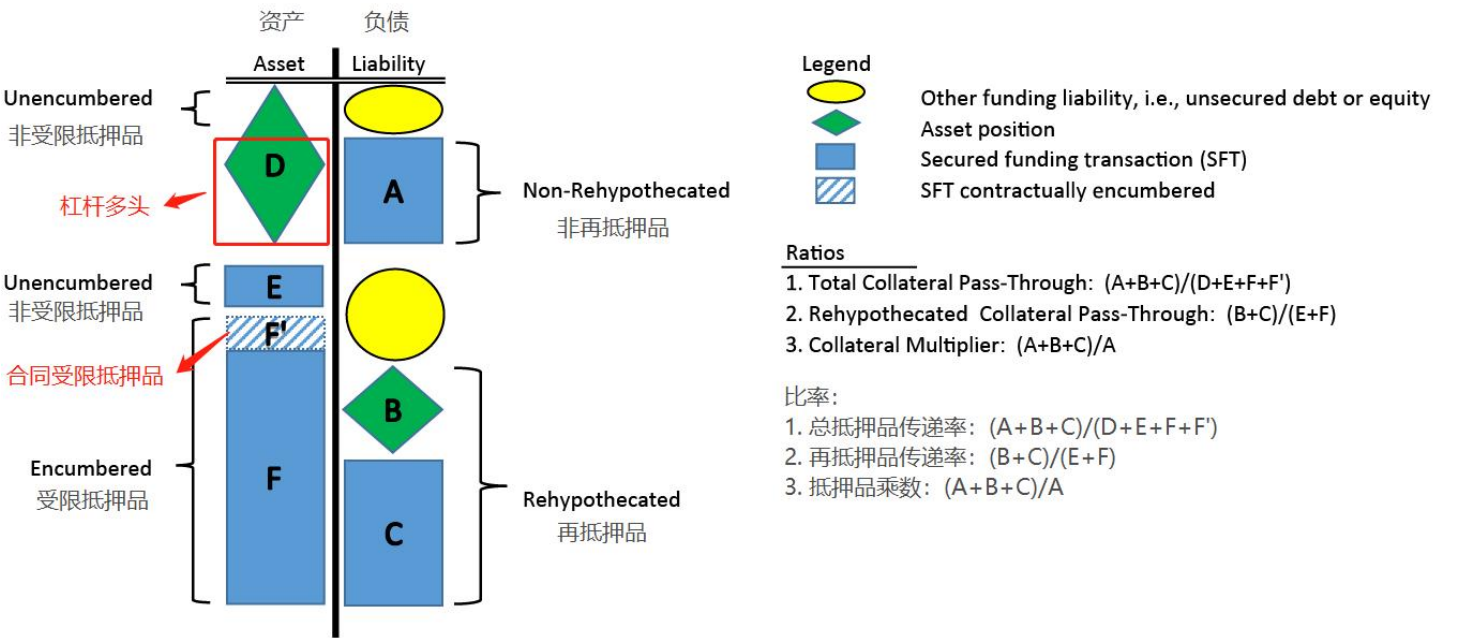 资产 负债
Asset Liability
Unencumbered
非受限抵押品
D
杠杆多头
A
Non-Rehypothecated
非再抵押品
Unencumbered
非受限抵押品
E
F'
合同受限抵押品
B
Encumbered
受限抵押品
F
Rehypothecated
再抵押品
C
Legend
Other funding liability, i.e., unsecured debt or equity
Asset position
Secured funding transaction (SFT)
SFT contractually encumbered
Ratios
1. Total Collateral Pass-Through: (A+B+C)/(D+E+F+F')
2. Rehypothecated Collateral Pass-Through: (B+C)/(E+F)
3. Collateral Multiplier: (A+B+C)/A
比率：
1. 总抵押品传递率：(A+B+C)/(D+E+F+F')
2. 再抵押品传递率：(B+C)/(E+F)
3. 抵押品乘数：(A+B+C)/A